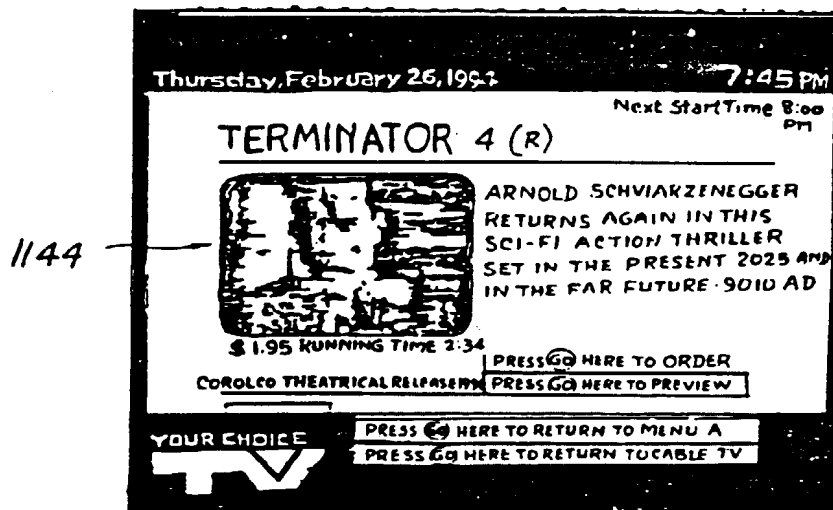 Thursday, February 26, 1992 7:45 PM
Next Start Time 8:00
PM
TERMINATOR 4 (R)
1144
ARNOLD SCHVIARZENEGGER
RETURNS AGAIN IN THIS
SCI-FI ACTION THRILLER
SET IN THE PRESENT 2025 AND
IN THE FAR FUTURE · 9010 AD
$ 1.95 RUNNING TIME 2:34
PRESS GO HERE TO ORDER
COROLCO THEATRICAL RELEASE
PRESS GO HERE TO PREVIEW
YOUR CHOICE
TV
PRESS GO HERE TO RETURN TO MENU A
PRESS GO HERE TO RETURN TO CABLE TV